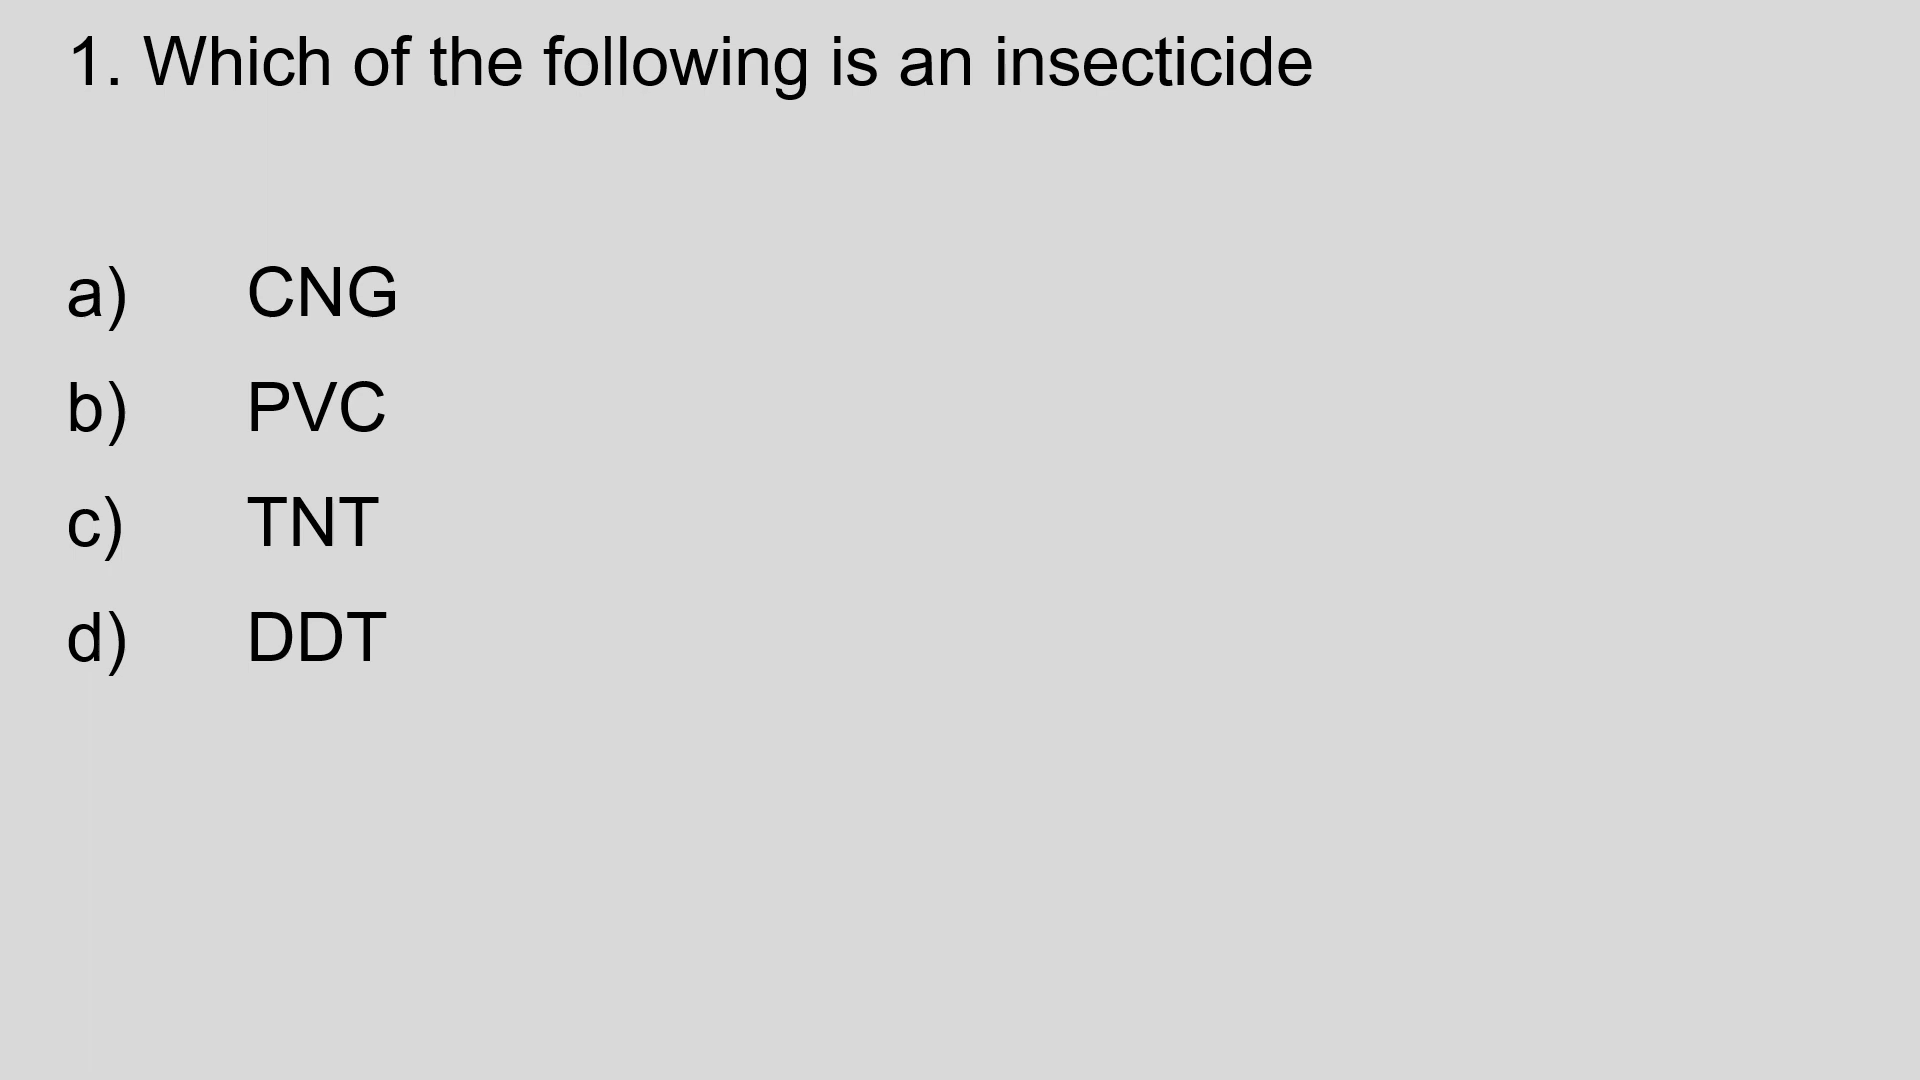 1. Which of the following is an insecticide
a) CNG
b) PVC
c) TNT
d) DDT